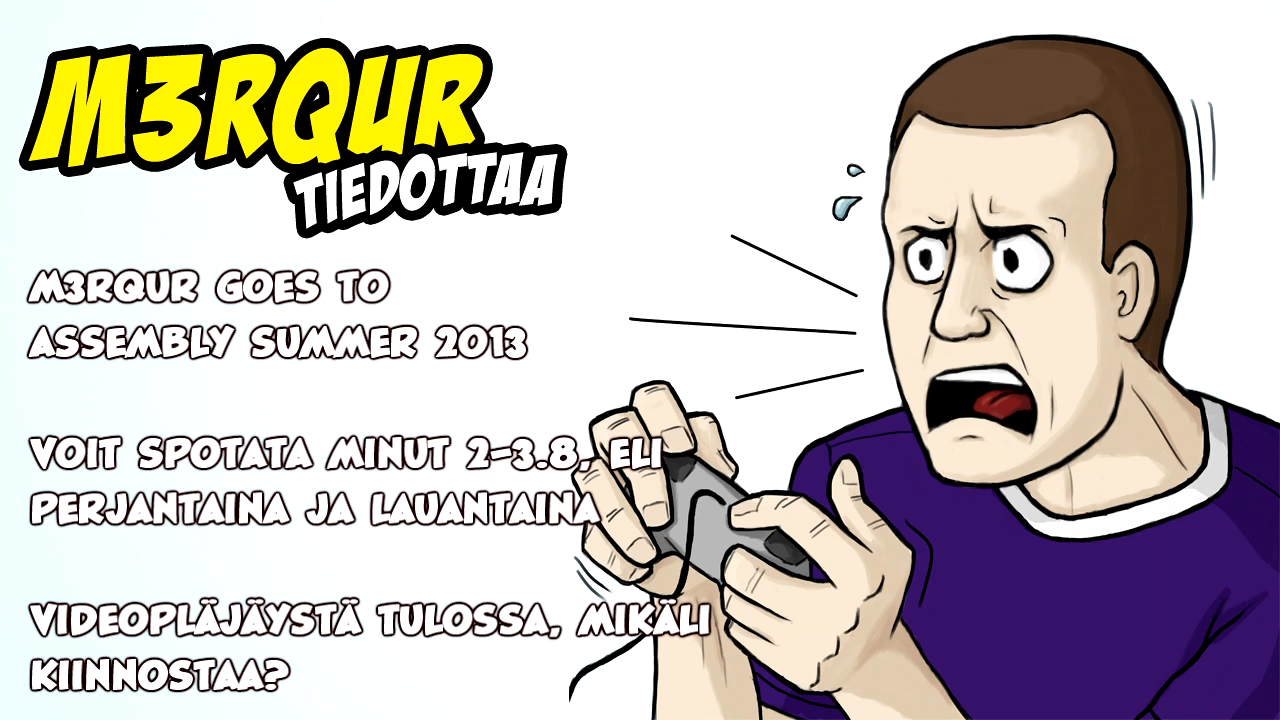 M3RQUR
TIEDOTTAA
M3RQUR GOES TO
ASSEMBLY SUMMER 2013
VOIT SPOTATA MINUT 2-3.8, ELI
PERJANTAINA JA LAUANTAINA
VIDEOPLÄJÄYSTÄ TULOSSA, MIKÄLI
KIINNOSTAA?